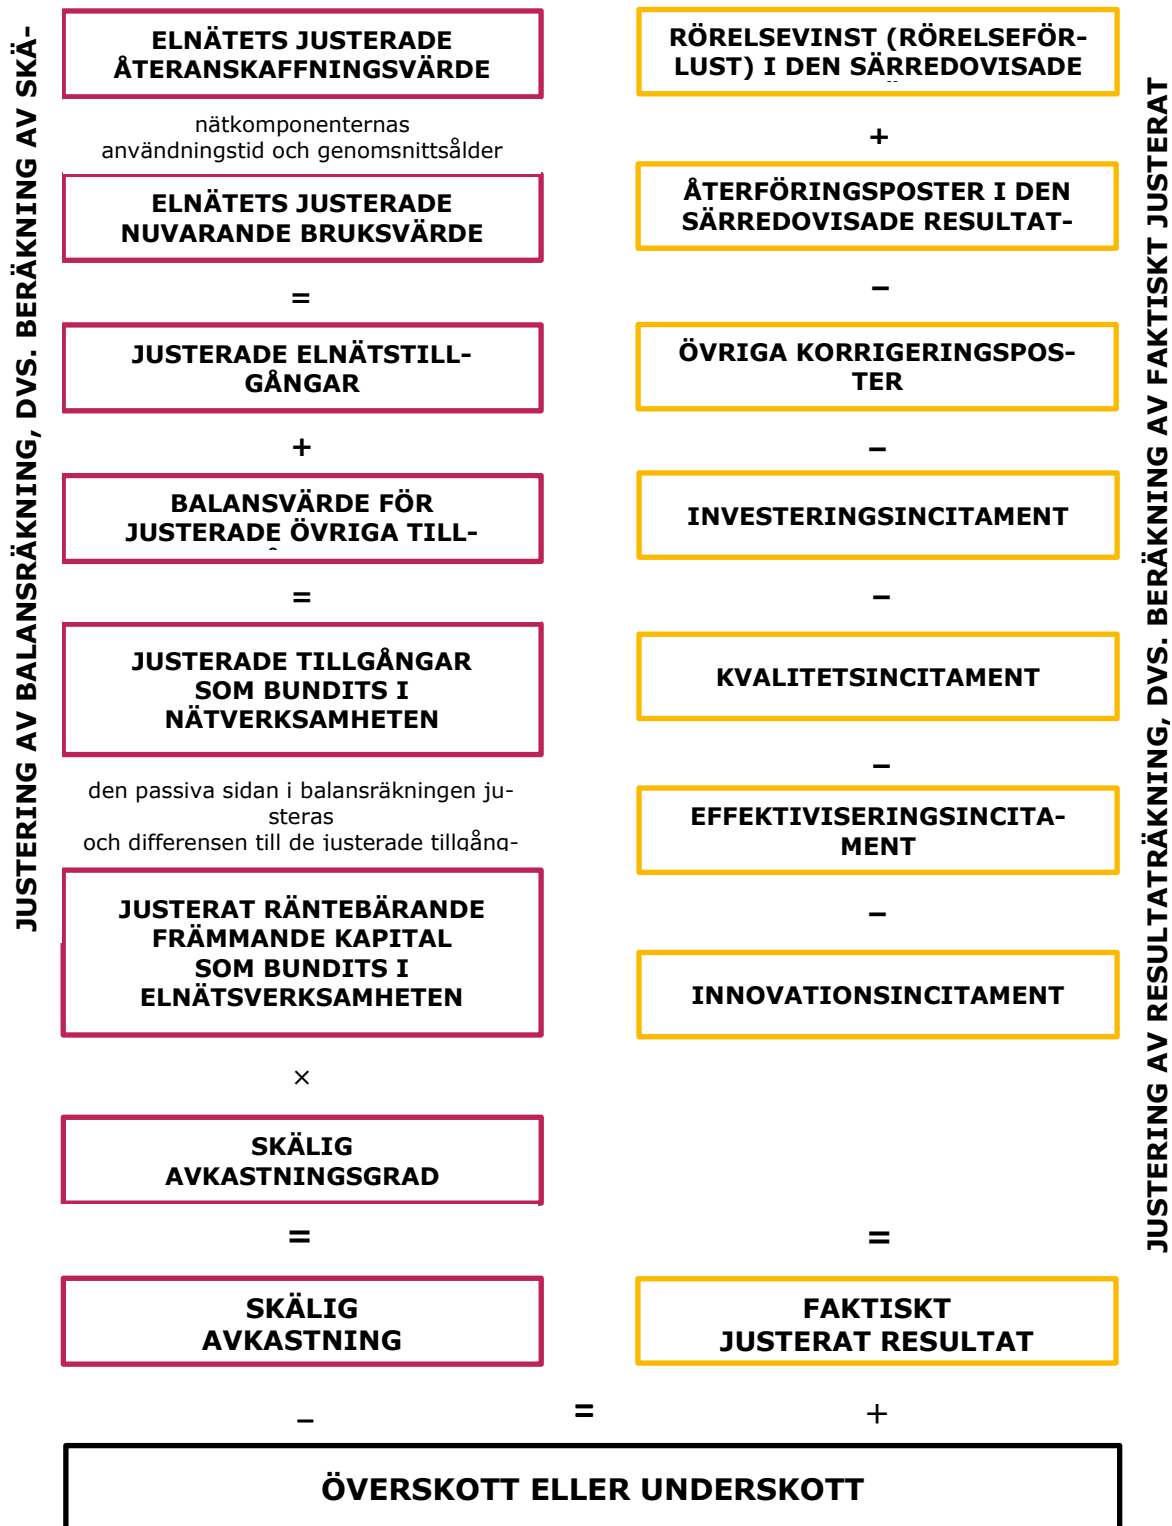 JUSTERING AV BALANSRÄKNING, DVS. BERÄKNING AV SKÄ-
ELNÄTETS JUSTERADE
ÅTERANSKAFFNINGSVÄRDE
nätkomponenternas
användningstid och genomsnittsålder
ELNÄTETS JUSTERADE
NUVARANDE BRUKSVÄRDE
=
JUSTERADE ELNÄTSTILL-
GÅNGAR
+
BALANSVÄRDE FÖR
JUSTERADE ÖVRIGA TILL-
=
JUSTERADE TILLGÅNGAR
SOM BUNDITS I
NÄTVERKSAMHETEN
den passiva sidan i balansräkningen ju-
steras
och differensen till de justerade tillgång-
JUSTERAT RÄNTEBÄRANDE
FRÄMMANDE KAPITAL
SOM BUNDITS I
ELNÄTSVERKSAMHETEN
×
SKÄLIG
AVKASTNINGSGRAD
=
SKÄLIG
AVKASTNING
–
RÖRELSEVINST (RÖRELSEFÖR-
LUST) I DEN SÄRREDOVISADE
+
ÅTERFÖRINGSPOSTER I DEN
SÄRREDOVISADE RESULTAT-
–
ÖVRIGA KORRIGERINGSPOS-
TER
–
INVESTERINGSINCITAMENT
–
KVALITETSINCITAMENT
–
EFFEKTIVISERINGSINCITA-
MENT
–
INNOVATIONSINCITAMENT
=
FAKTISKT
JUSTERAT RESULTAT
+
JUSTERING AV RESULTATRÄKNING, DVS. BERÄKNING AV FAKTISKT JUSTERAT
=
ÖVERSKOTT ELLER UNDERSKOTT